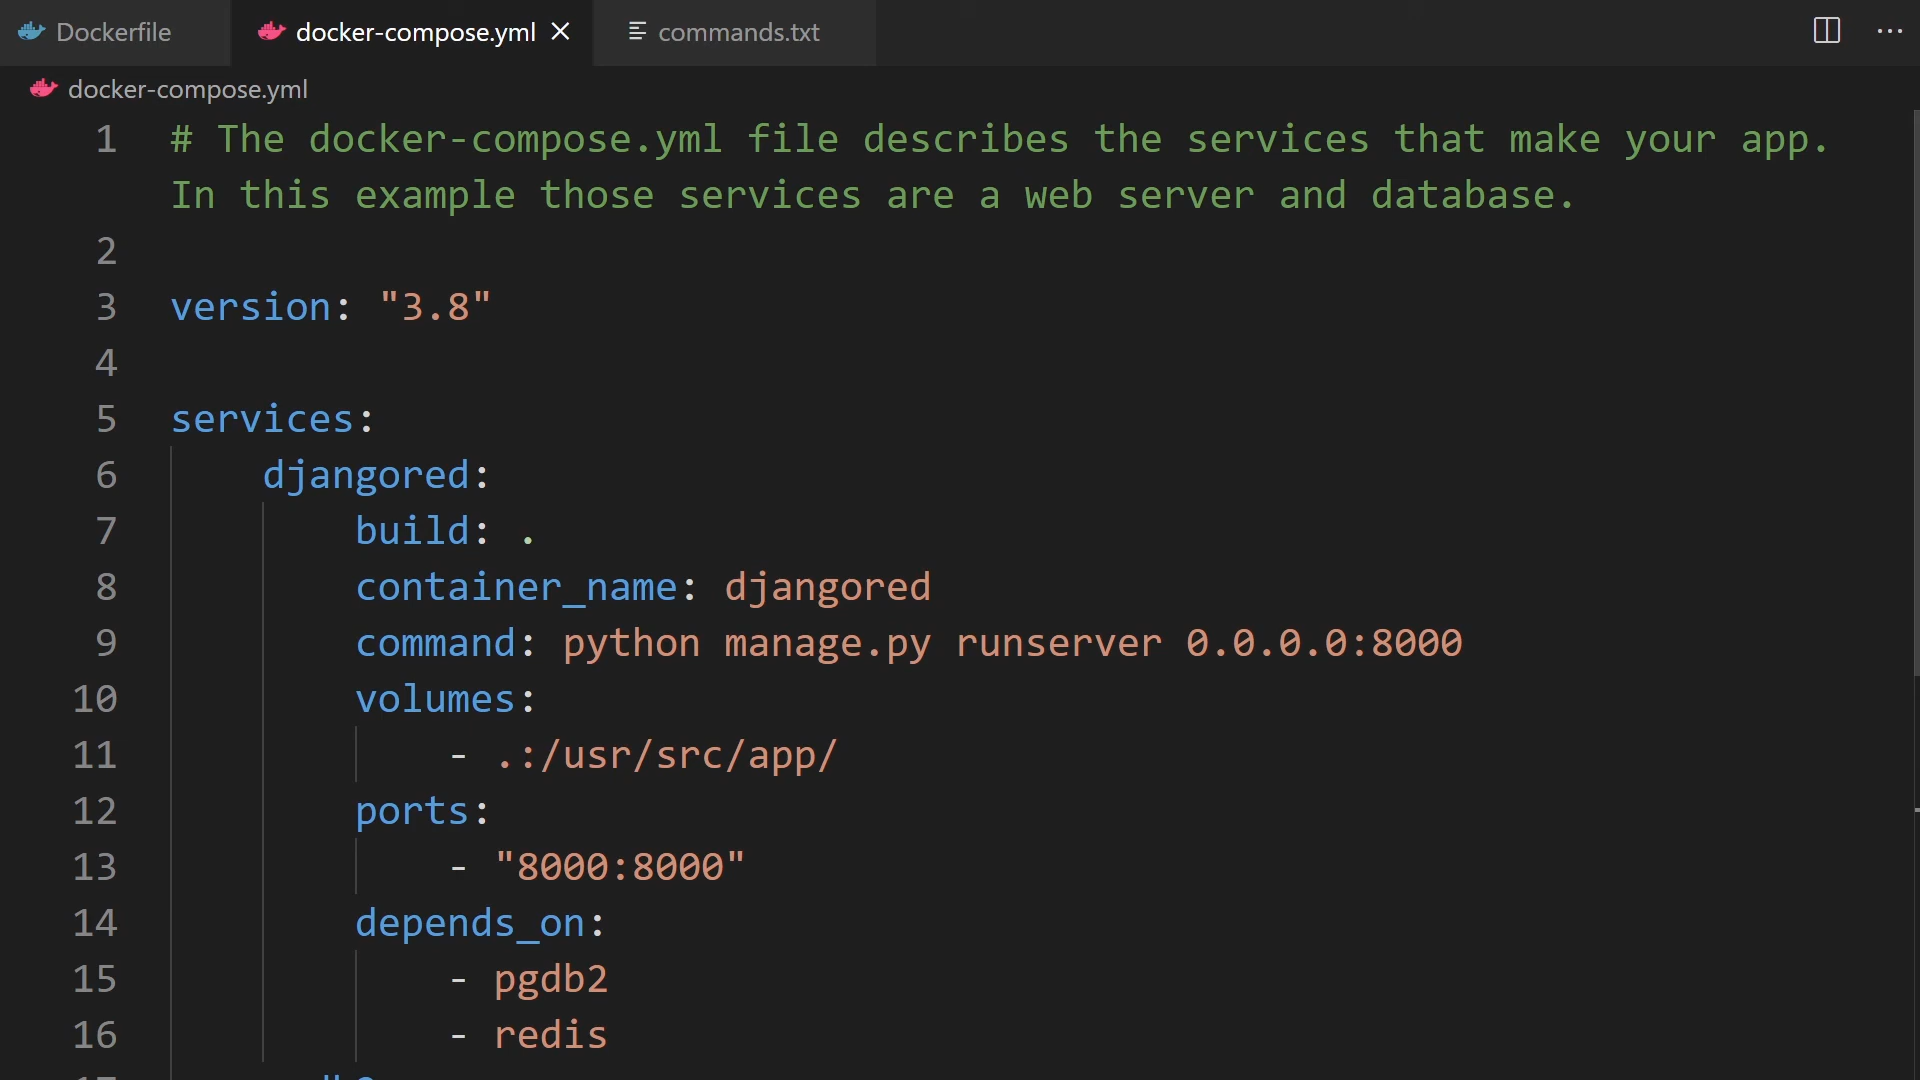 Dockerfile
docker-compose.yml
commands.txt
docker-compose.yml
1 # The docker-compose.yml file describes the services that make your app.
In this example those services are a web server and database.
2
3 version: "3.8"
4
5 services:
6 djangored:
7 build: .
8 container_name: djangored
9 command: python manage.py runserver 0.0.0.0:8000
10 volumes:
11 - .:/usr/src/app/
12 ports:
13 - "8000:8000"
14 depends_on:
15 - pgdb2
16 - redis